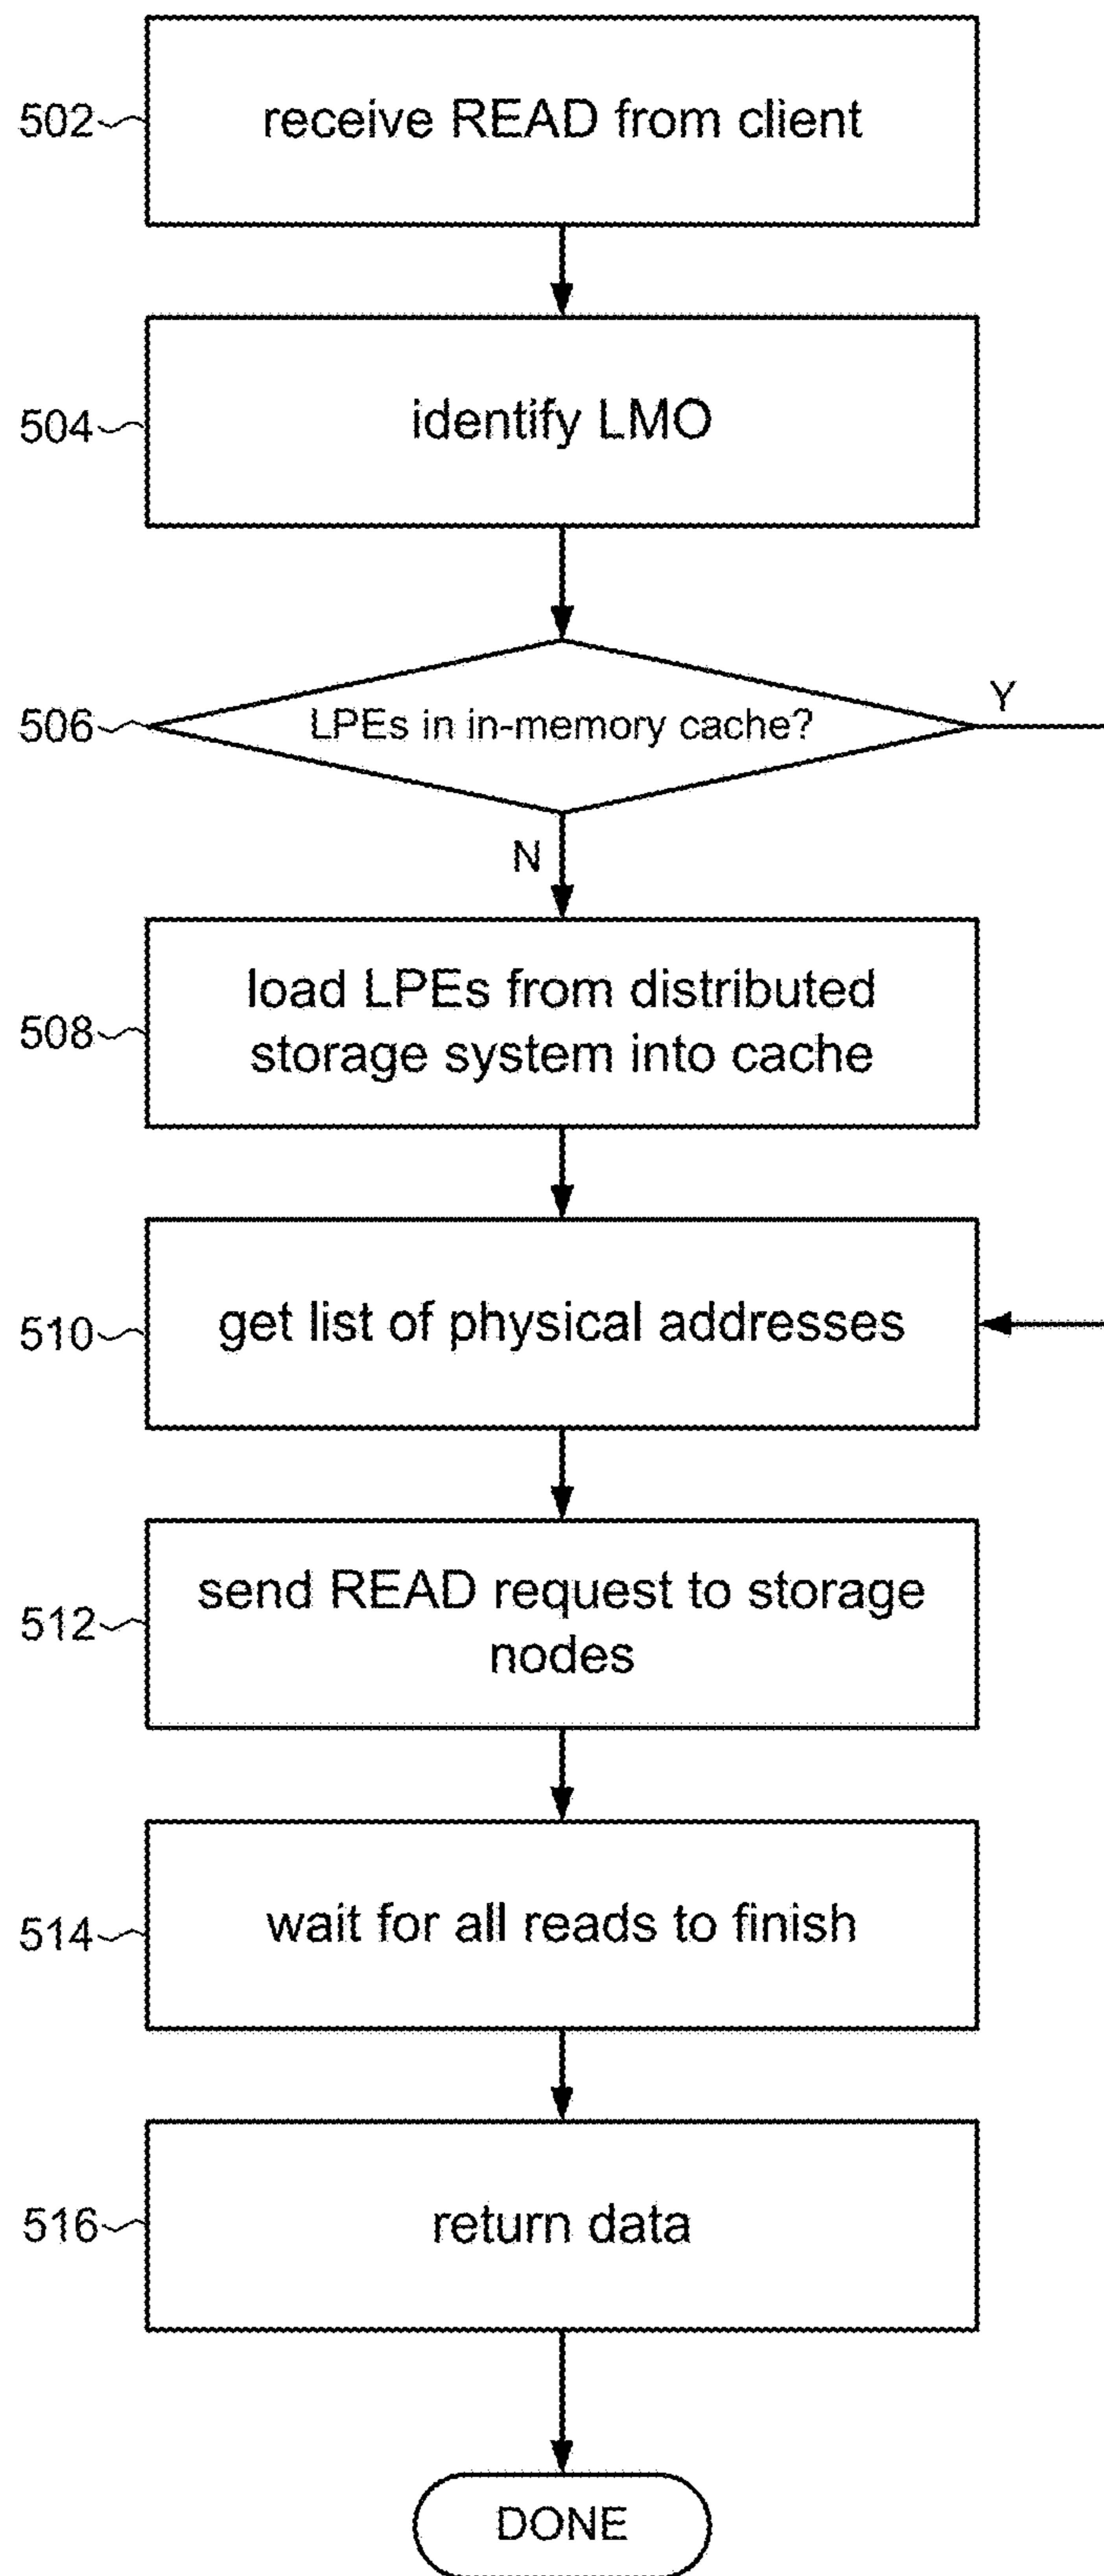 502
receive READ from client
504
identify LMO
506
LPEs in in-memory cache?
Y
N
508
load LPEs from distributed
storage system into cache
510
get list of physical addresses
512
send READ request to storage
nodes
514
wait for all reads to finish
516
return data
DONE